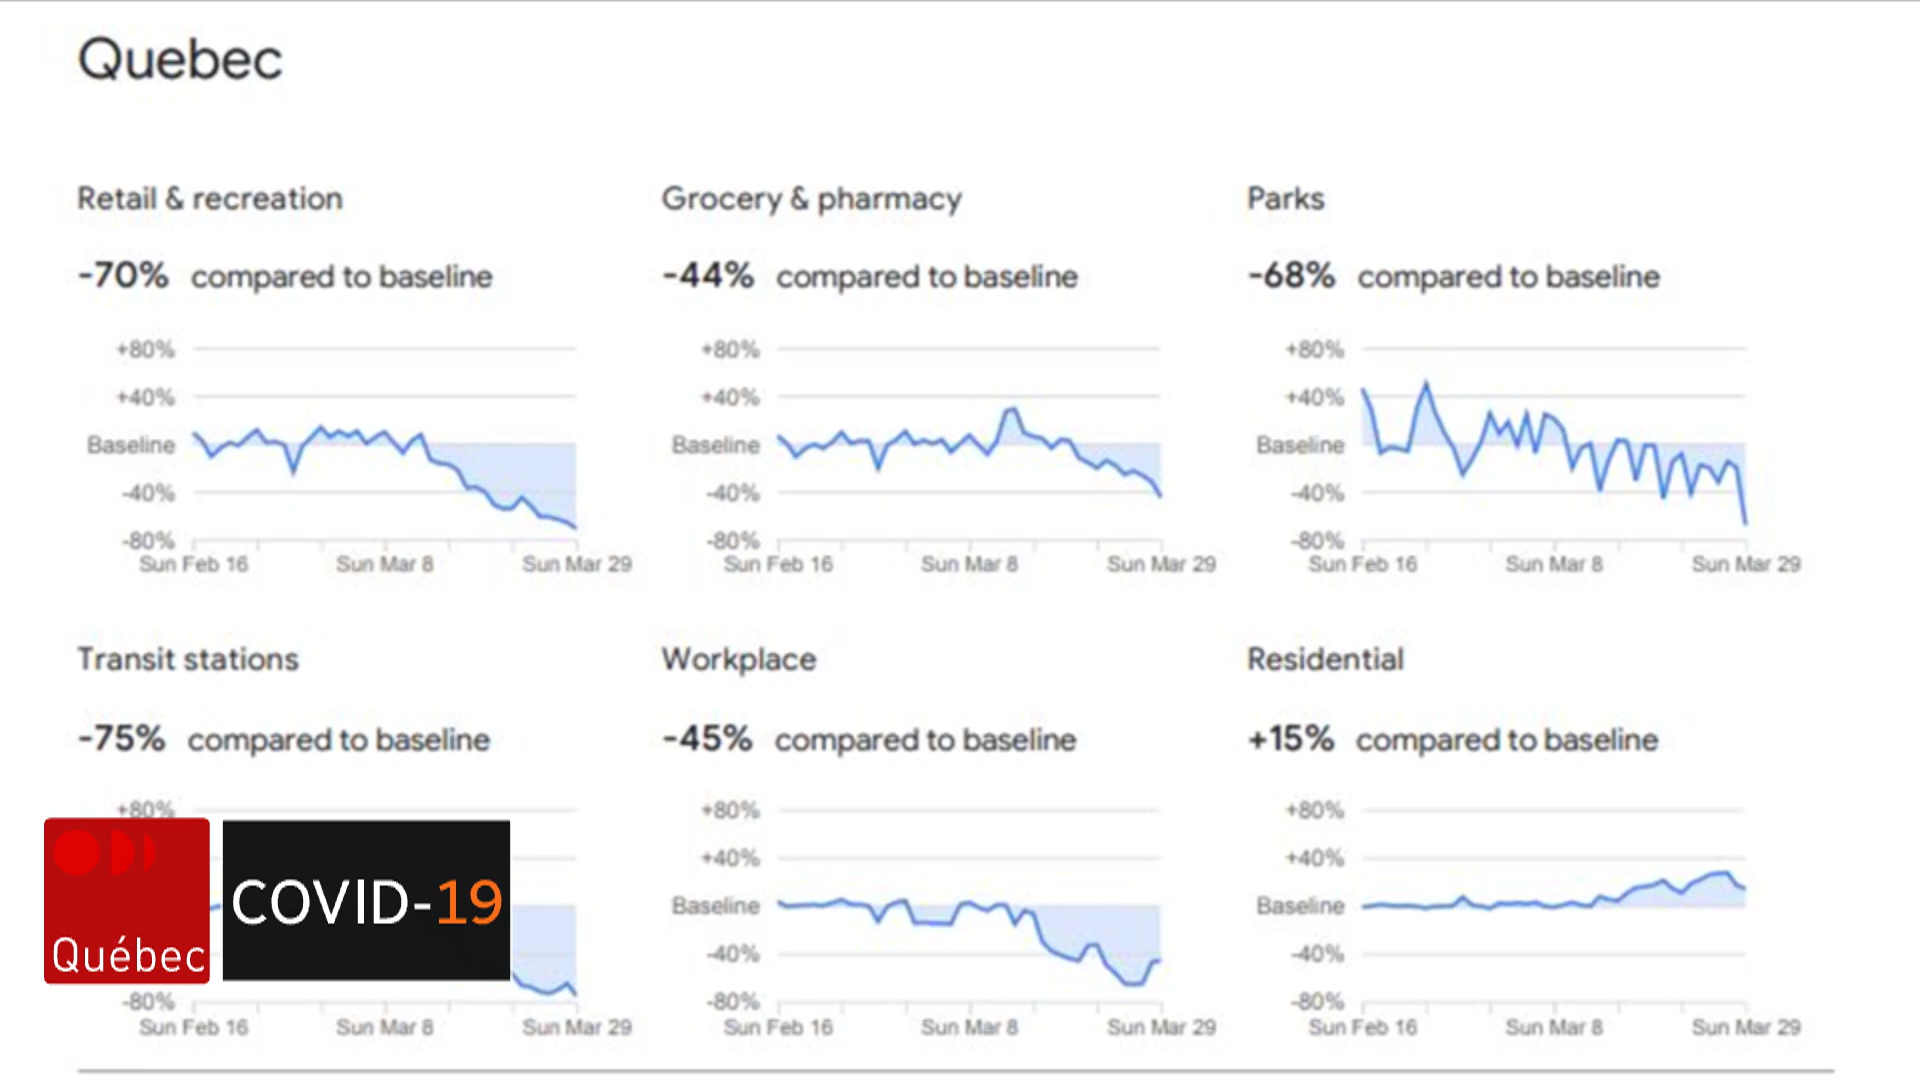 Quebec
Retail & recreation
-70% compared to baseline
+80%
+40%
Baseline
-40%
-80%
Sun Feb 16
Sun Mar 8
Sun Mar 29
Grocery & pharmacy
-44% compared to baseline
+80%
+40%
Baseline
-40%
-80%
Sun Feb 16
Sun Mar 8
Sun Mar 29
Parks
-68% compared to baseline
+80%
+40%
Baseline
-40%
-80%
Sun Feb 16
Sun Mar 8
Sun Mar 29
Transit stations
-75% compared to baseline
+80%
-80%
Sun Feb 16
Sun Mar 8
Sun Mar 29
Québec
COVID-19
Workplace
-45% compared to baseline
+80%
+40%
Baseline
-40%
-80%
Sun Feb 16
Sun Mar 8
Sun Mar 29
Residential
+15% compared to baseline
+80%
+40%
Baseline
-40%
-80%
Sun Feb 16
Sun Mar 8
Sun Mar 29